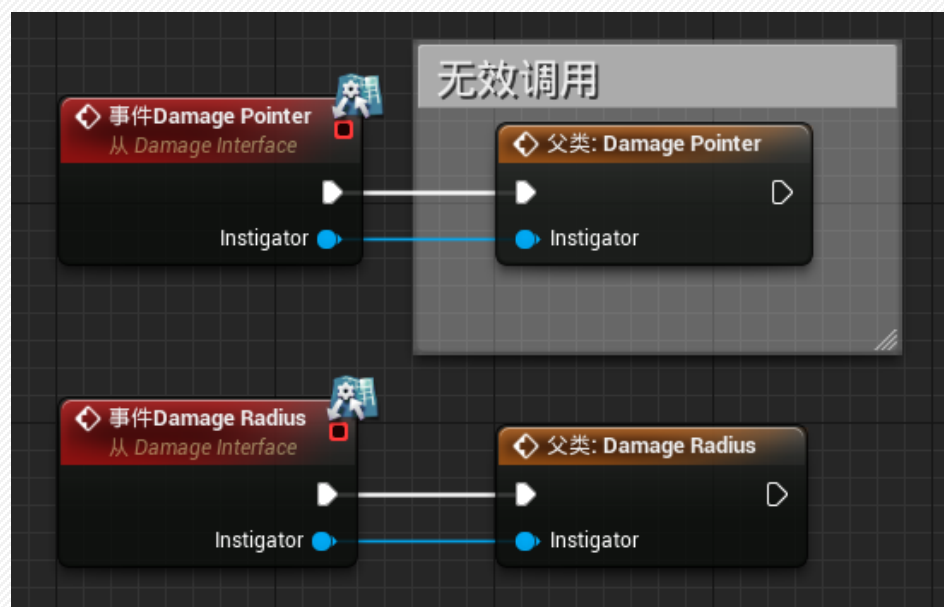 无效调用
事件Damage Pointer
从 Damage Interface
Instigator
父类: Damage Pointer
Instigator
事件Damage Radius
从 Damage Interface
Instigator
父类: Damage Radius
Instigator